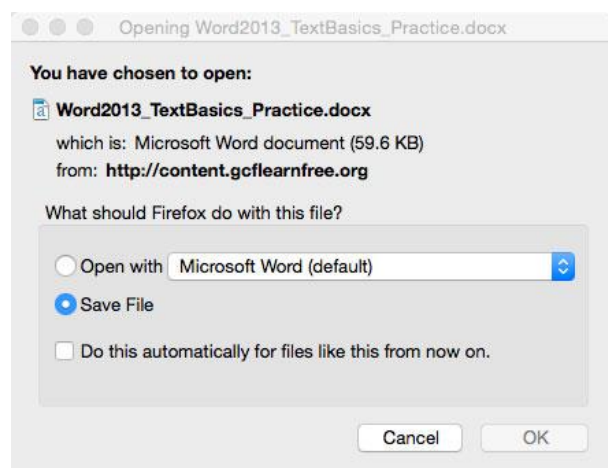 Opening Word2013_TextBasics_Practice.docx
You have chosen to open:
Word2013_TextBasics_Practice.docx
which is: Microsoft Word document (59.6 KB)
from: http://content.gcflearnfree.org
What should Firefox do with this file?
Open with Microsoft Word (default)
Save File
Do this automatically for files like this from now on.
Cancel OK